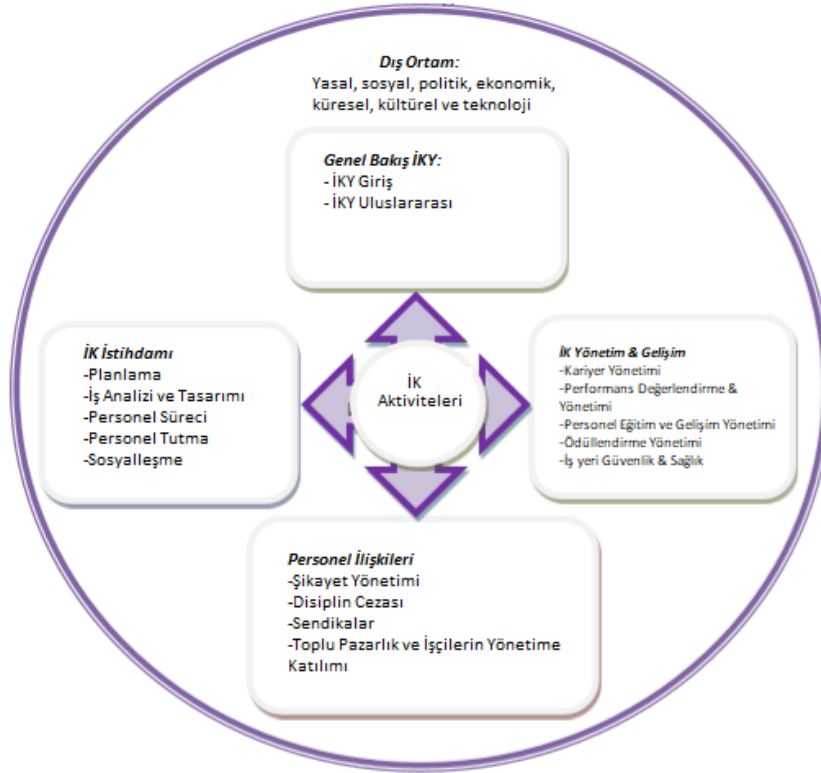 Dış Ortam:
Yasal, sosyal, politik, ekonomik,
küresel, kültürel ve teknoloji
Genel Bakış İKY:
- İKY Giriş
- İKY Uluslararası
İK İstihdamı
-Planlama
-İş Analizi ve Tasarımı
-Personel Süreci
-Personel Tutma
-Sosyalleşme
İK
Aktiviteleri
İK Yönetim & Gelişim
-Kariyer Yönetimi
-Performans Değerlendirme &
Yönetimi
-Personel Eğitim ve Gelişim Yönetimi
-Ödüllendirme Yönetimi
-İş yeri Güvenlik & Sağlık
Personel İlişkileri
-Şikayet Yönetimi
-Disiplin Cezası
-Sendikalar
-Toplu Pazarlık ve İşçilerin Yönetime
Katılımı